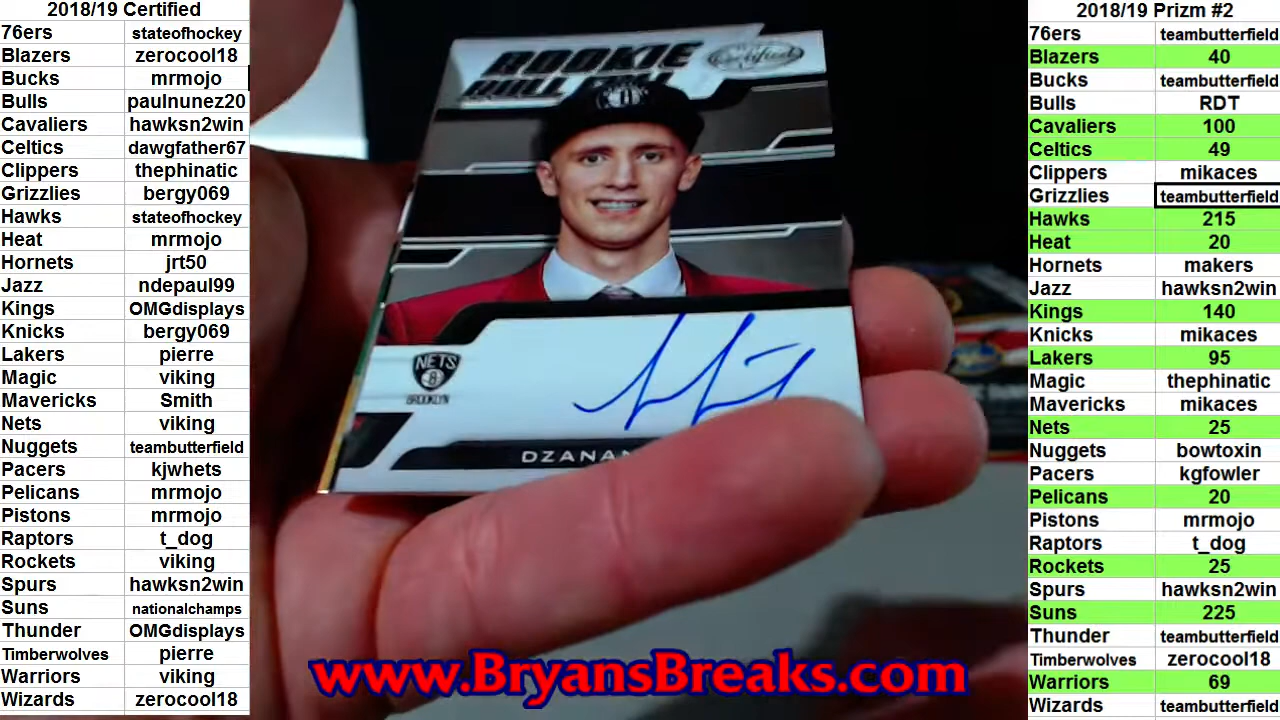 2018/19 Certified
76ers stateofhockey
Blazers zerocool18
Bucks mrmojo
Bulls paulnunez20
Cavaliers hawksn2win
Celtics dawgfather67
Clippers thephinatic
Grizzlies bergy069
Hawks stateofhockey
Heat mrmojo
Hornets jrt50
Jazz ndepaul99
Kings OMGdisplays
Knicks bergy069
Lakers pierre
Magic viking
Mavericks Smith
Nets viking
Nuggets teambutterfield
Pacers kjwhets
Pelicans mrmojo
Pistons mrmojo
Raptors t_dog
Rockets viking
Spurs hawksn2win
Suns nationalchamps
Thunder OMGdisplays
Timberwolves pierre
Warriors viking
Wizards zerocool18
ROOKIE
ROLL CALL
Certified
NETS
B
BROOKLYN
DZANAN
www.BryansBreaks.com
2018/19 Prizm #2
76ers teambutterfield
Blazers 40
Bucks teambutterfield
Bulls RDT
Cavaliers 100
Celtics 49
Clippers mikaces
Grizzlies teambutterfield
Hawks 215
Heat 20
Hornets makers
Jazz hawksn2win
Kings 140
Knicks mikaces
Lakers 95
Magic thephinatic
Mavericks mikaces
Nets 25
Nuggets bowtoxin
Pacers kgfowler
Pelicans 20
Pistons mrmojo
Raptors t_dog
Rockets 25
Spurs hawksn2win
Suns 225
Thunder teambutterfield
Timberwolves zerocool18
Warriors 69
Wizards teambutterfield